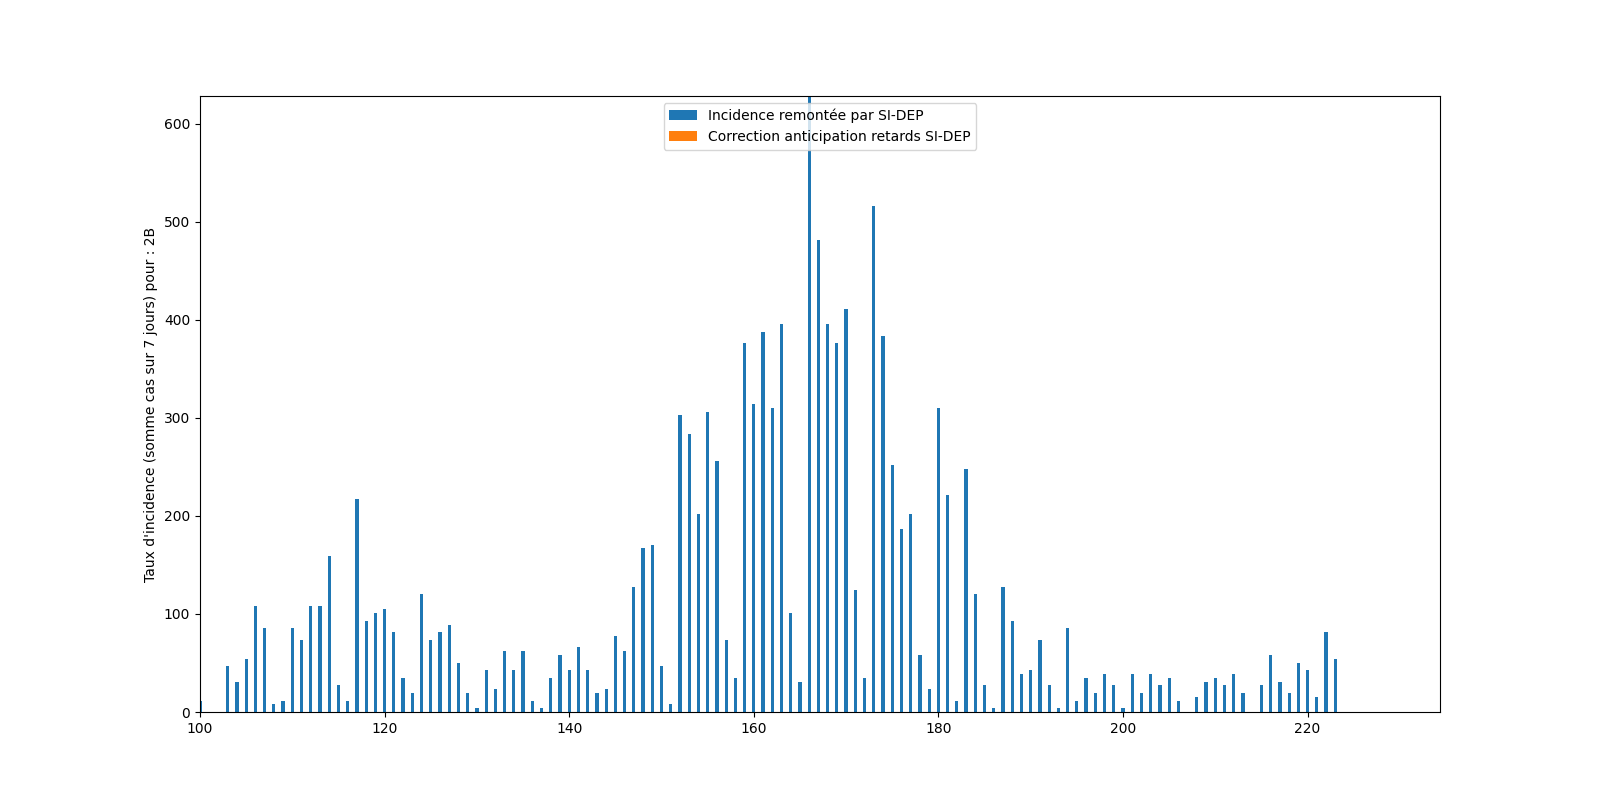 Incidence remontée par SI-DEP
Correction anticipation retards SI-DEP
Taux d'incidence (somme cas sur 7 jours) pour : 2B
600
500
400
300
200
100
0
100 120 140 160 180 200 220